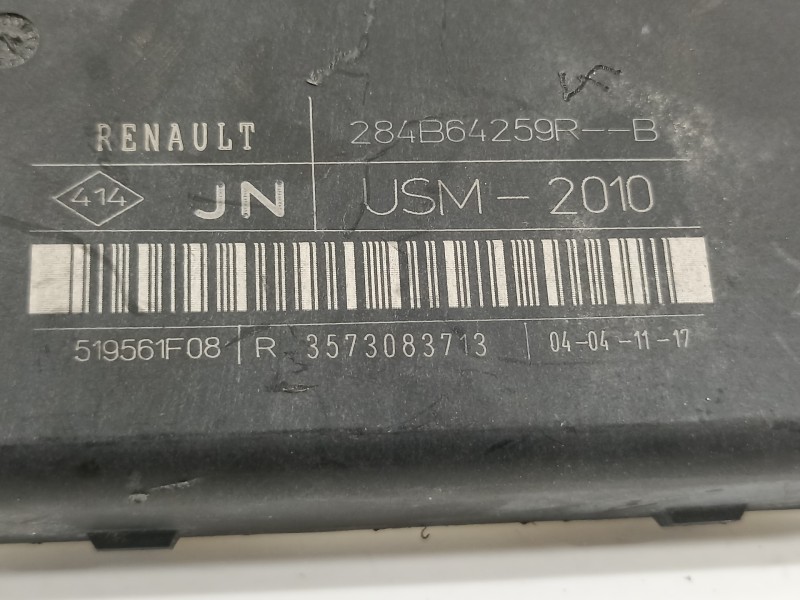 RENAULT 284B64259R--B
414 JN USM-2010
519561F08 R 3573083713 04-04-11-17